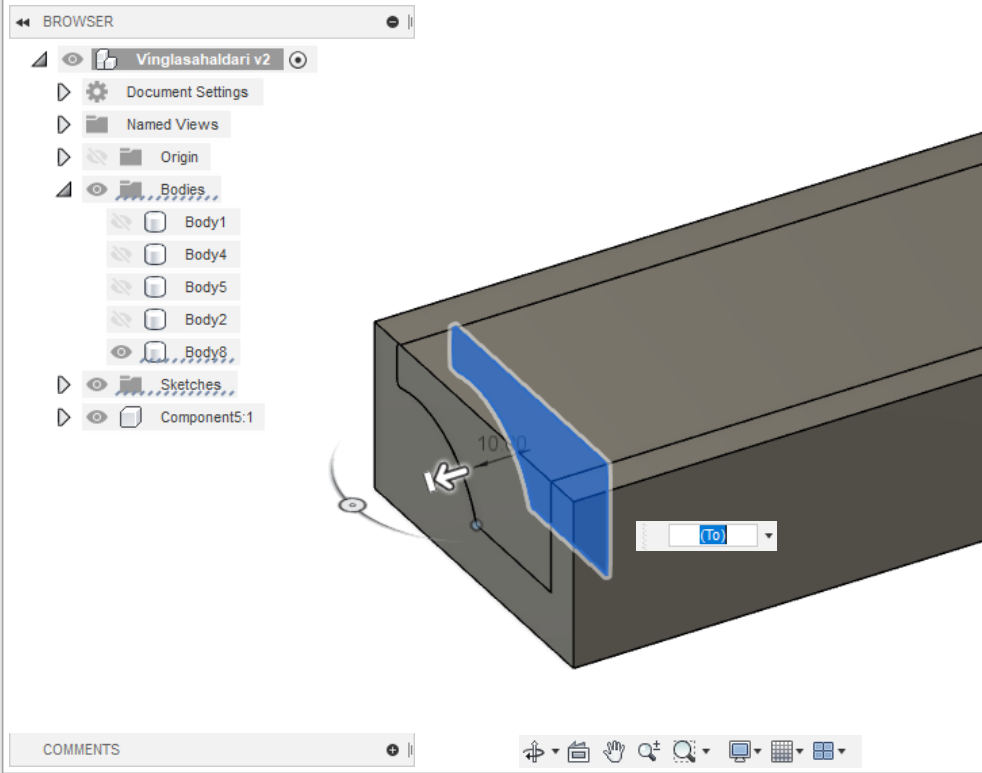 BROWSER
Vínglasahaldari v2
Document Settings
Named Views
Origin
Bodies
Body1
Body4
Body5
Body2
Body8
Sketches
Component5:1
10.00
(To)
COMMENTS